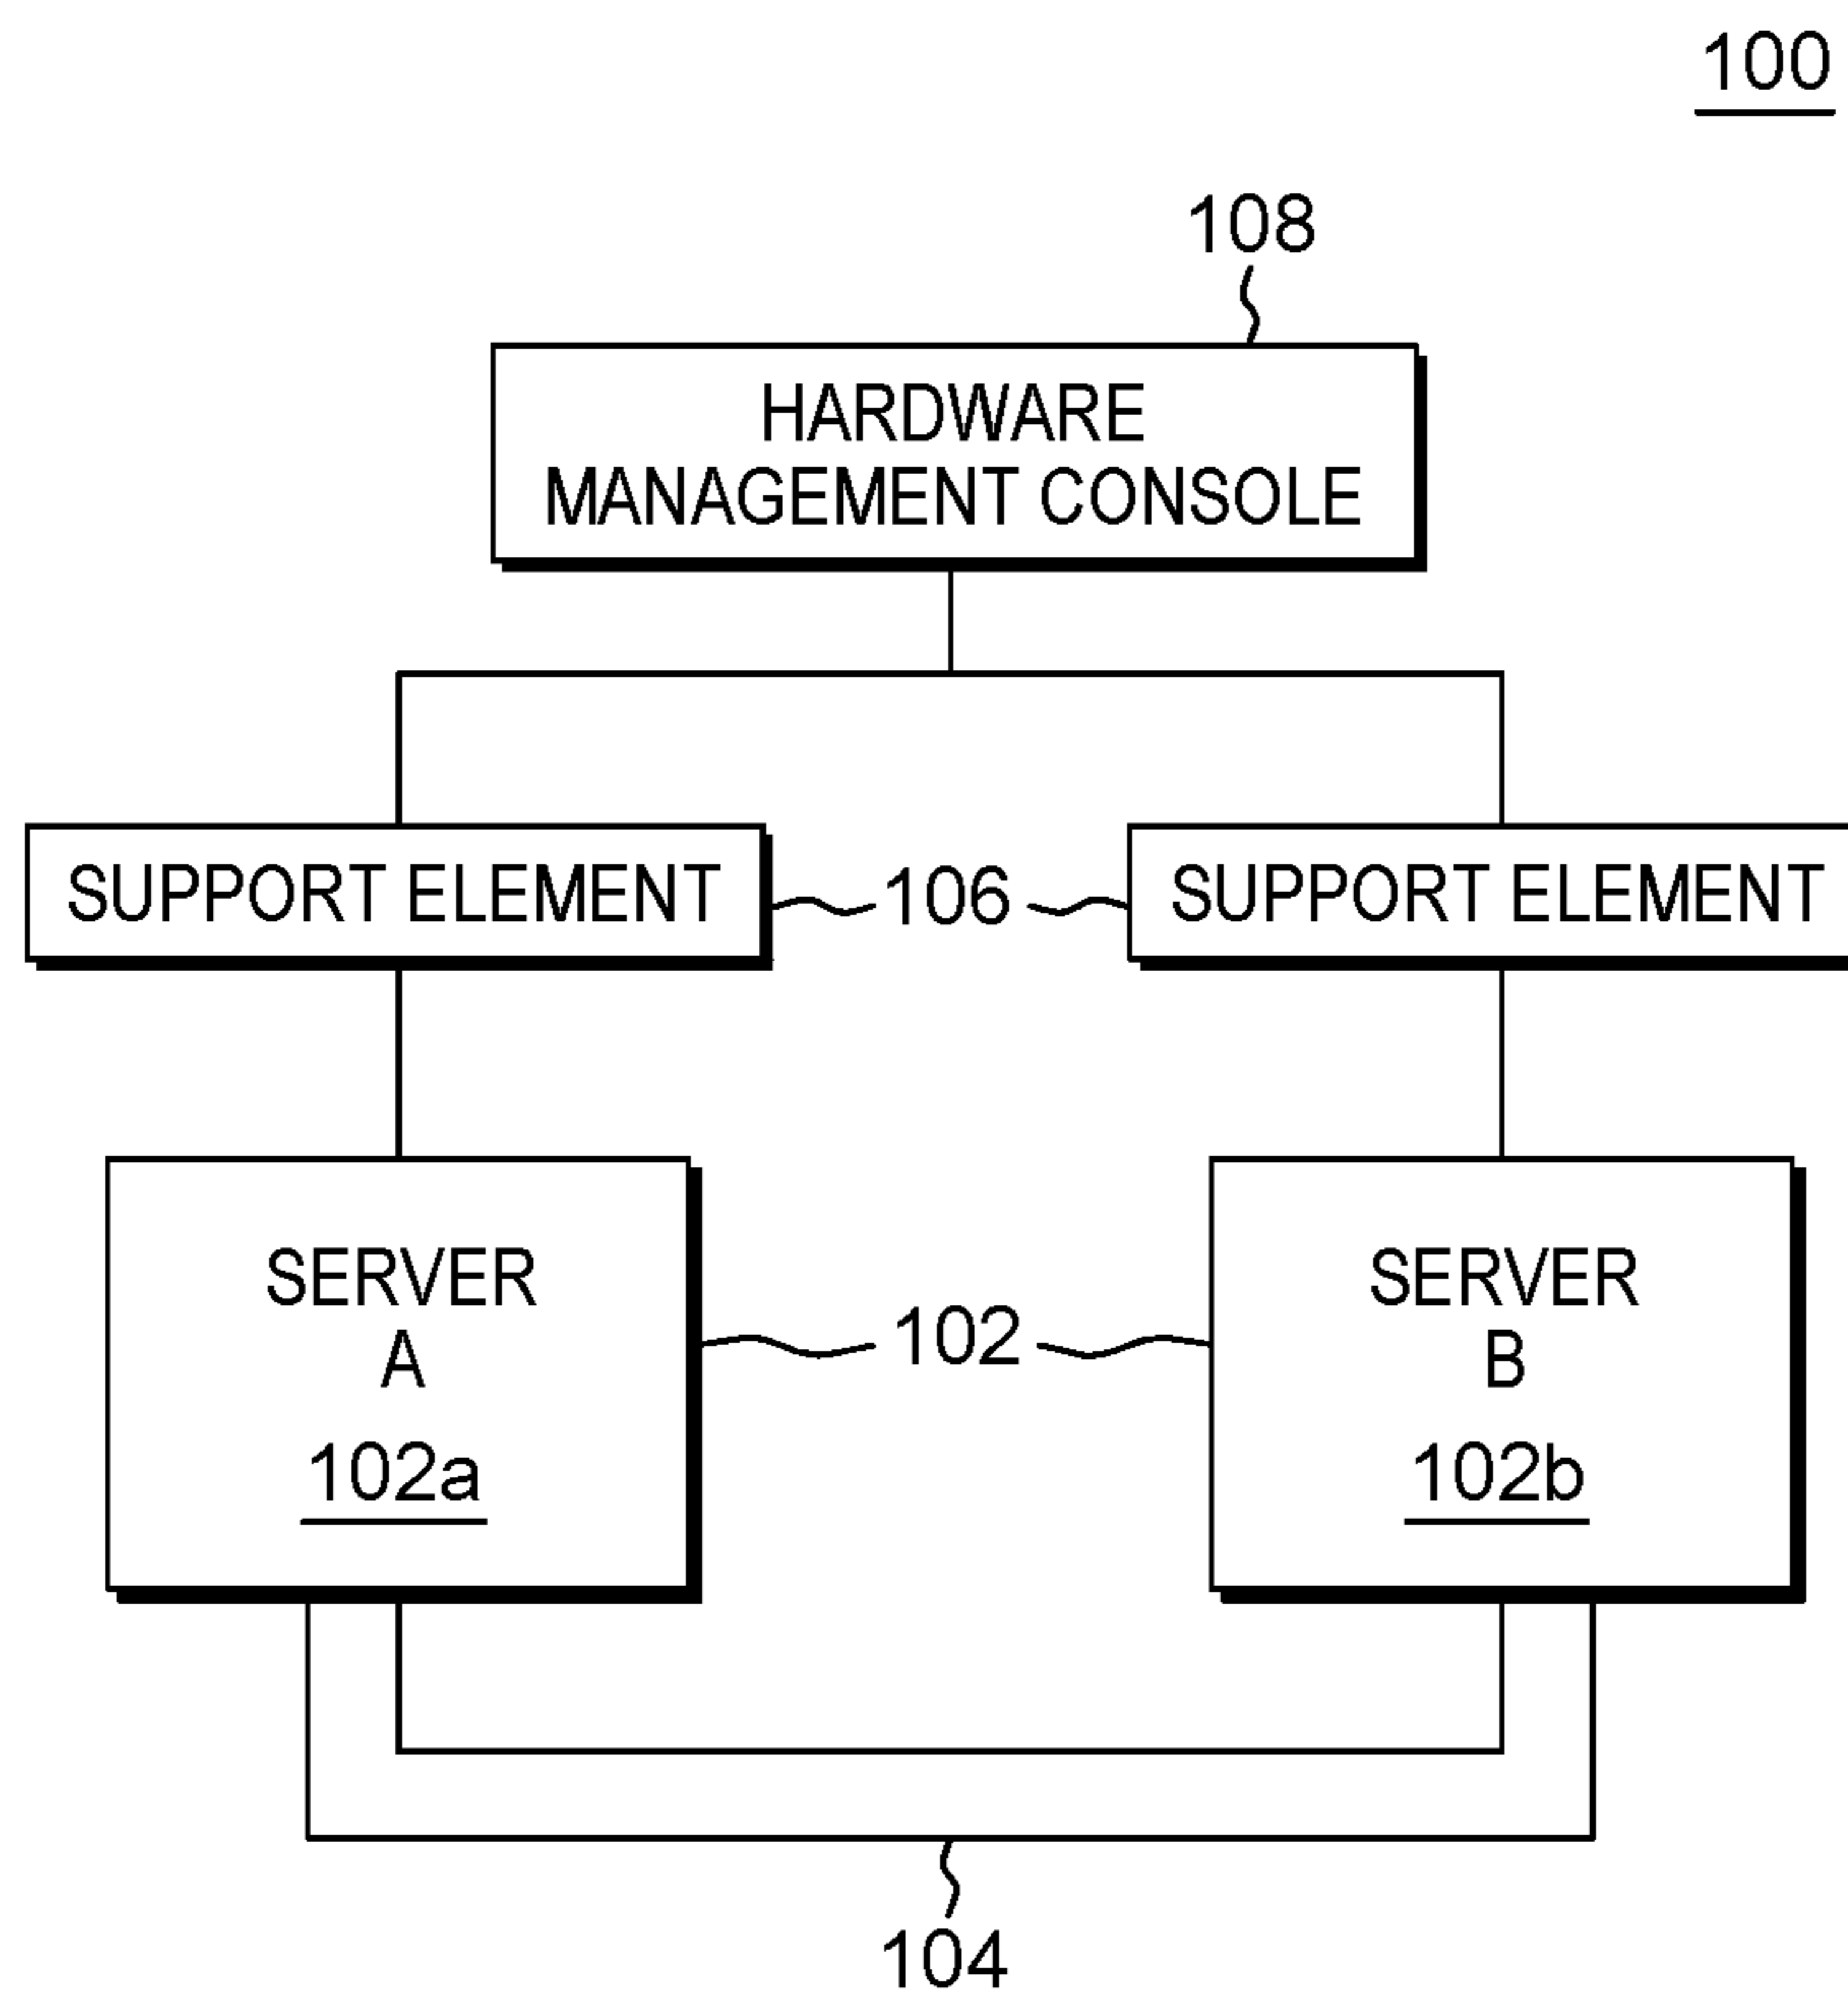 100
108
HARDWARE
MANAGEMENT CONSOLE
SUPPORT ELEMENT
106
SUPPORT ELEMENT
SERVER
A
102a
102
SERVER
B
102b
104